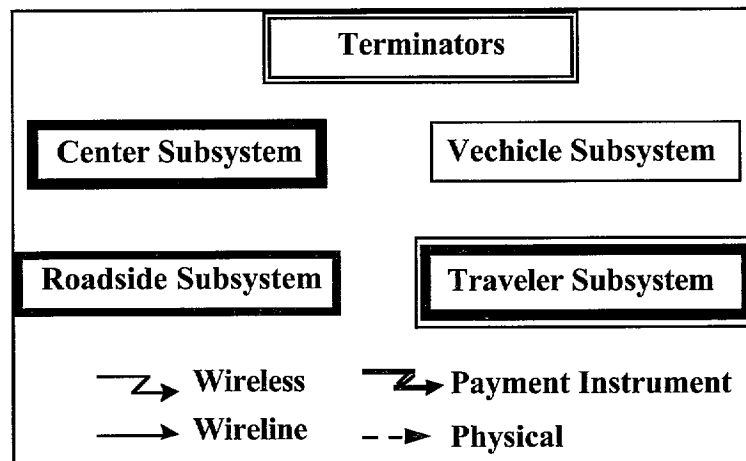 Terminators
Center Subsystem
Vechicle Subsystem
Roadside Subsystem
Traveler Subsystem
Wireless
Payment Instrument
Wireline
Physical